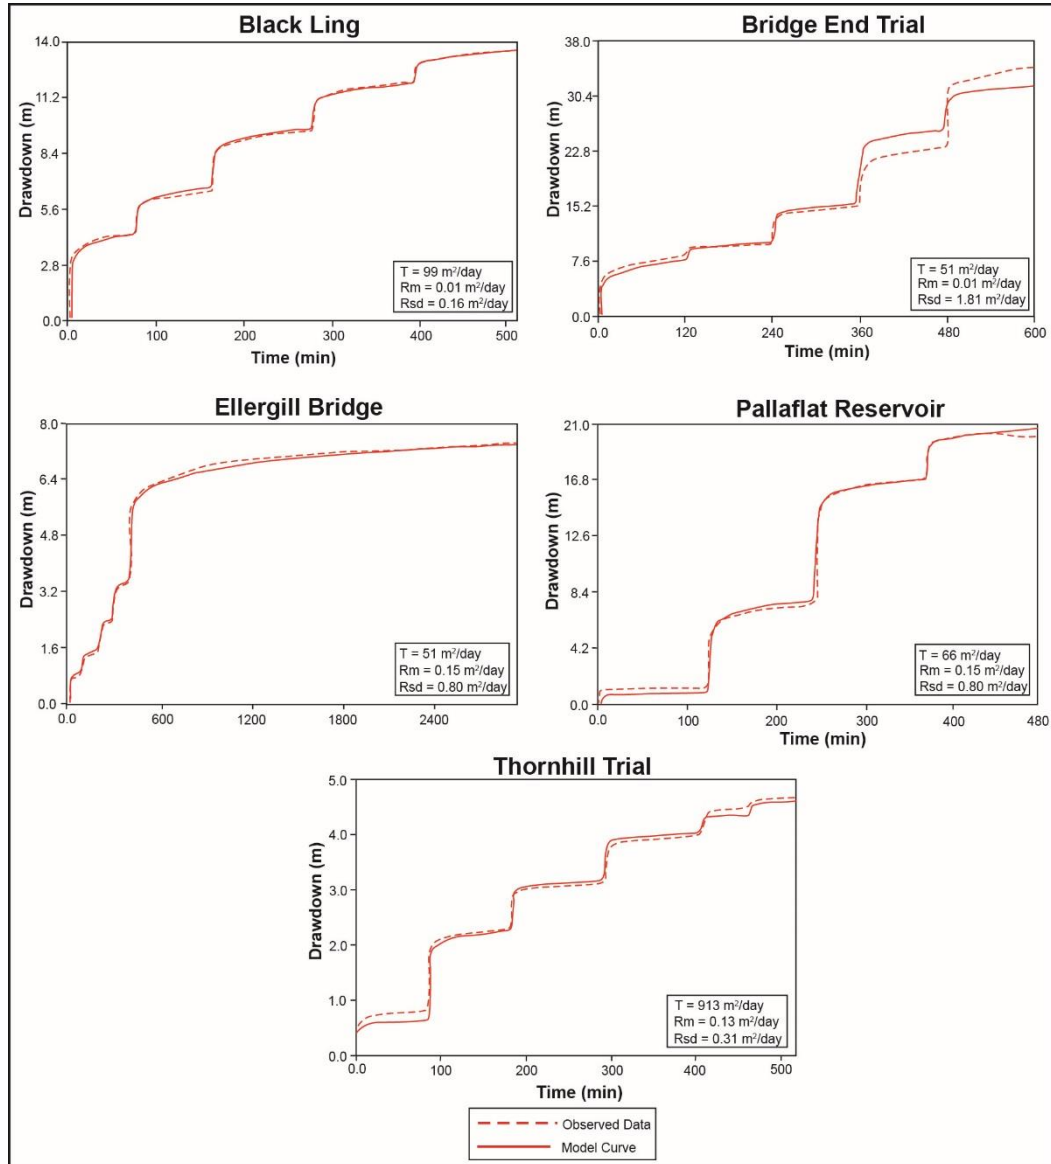 Black Ling
14.0
11.2
8.4
5.6
2.8
0.0
Drawdown (m)
0.0 100 200 300 400 500
Time (min)
T = 99 m²/day
Rm = 0.01 m²/day
Rsd = 0.16 m²/day
Bridge End Trial
38.0
30.4
22.8
15.2
7.6
0.0
Drawdown (m)
0.0 120 240 360 480 600
Time (min)
T = 51 m²/day
Rm = 0.01 m²/day
Rsd = 1.81 m²/day
Ellergill Bridge
8.0
6.4
4.8
3.2
1.6
0.0
Drawdown (m)
0.0 600 1200 1800 2400
T = 51 m²/day
Rm = 0.15 m²/day
Rsd = 0.80 m²/day
Pallaflat Reservoir
21.0
16.8
12.6
8.4
4.2
0.0
Drawdown (m)
0.0 100 200 300 400 480
Time (min)
T = 66 m²/day
Rm = 0.15 m²/day
Rsd = 0.80 m²/day
Thornhill Trial
5.0
4.0
3.0
2.0
1.0
0.0
Drawdown (m)
0.0 100 200 300 400 500
Time (min)
T = 913 m²/day
Rm = 0.13 m²/day
Rsd = 0.31 m²/day
Observed Data
Model Curve